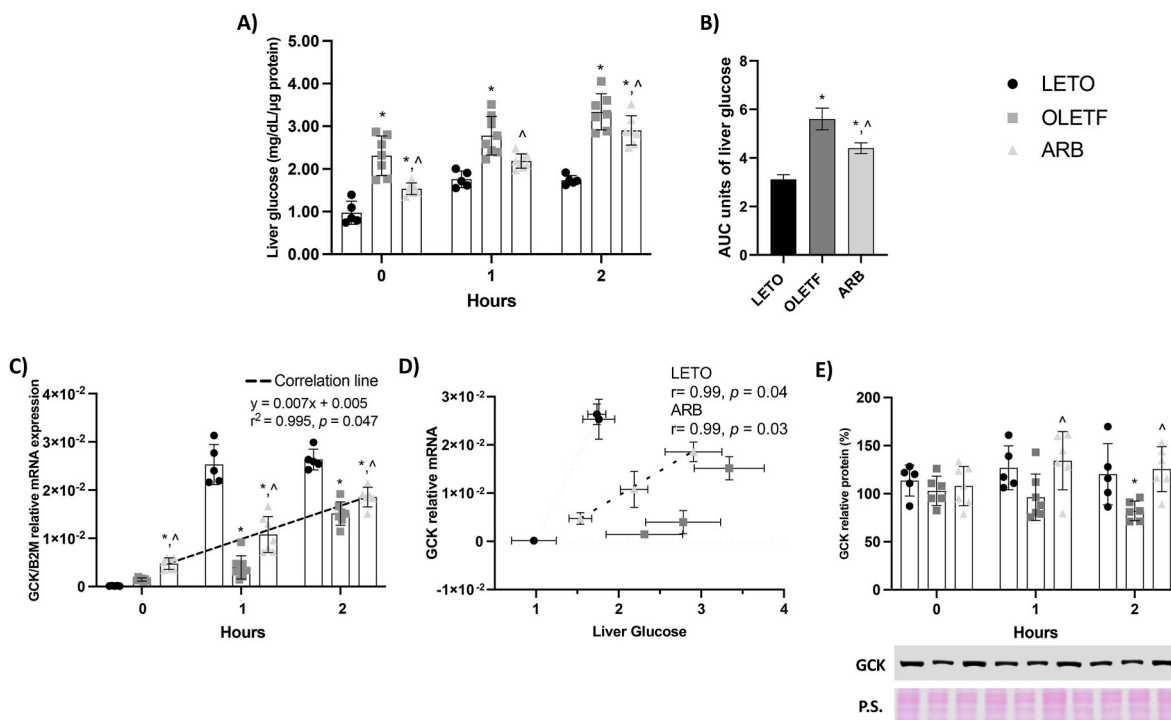 A)
Liver glucose (mg/dL/µg protein)
5.00
4.00
3.00
2.00
1.00
0.00
*
*,^
*
^
*
*,^
0 1 2
Hours
B)
AUC units of liver glucose
8
6
4
2
0
*
*,^
LETO OLETF ARB
LETO
OLETF
ARB
C)
GCK/B2M relative mRNA expression
4×10-2
3×10-2
2×10-2
1×10-2
0
Correlation line
y = 0.007x + 0.005
r2 = 0.995, p = 0.047
*,^
*
*,^
*
*,^
0 1 2
Hours
D)
GCK relative mRNA
3×10-2
2×10-2
1×10-2
0
-1×10-2
LETO
r= 0.99, p = 0.04
ARB
r= 0.99, p = 0.03
1 2 3 4
Liver Glucose
E)
GCK relative protein (%)
200
150
100
50
0
^
*
^
0 1 2
Hours
GCK
P.S.